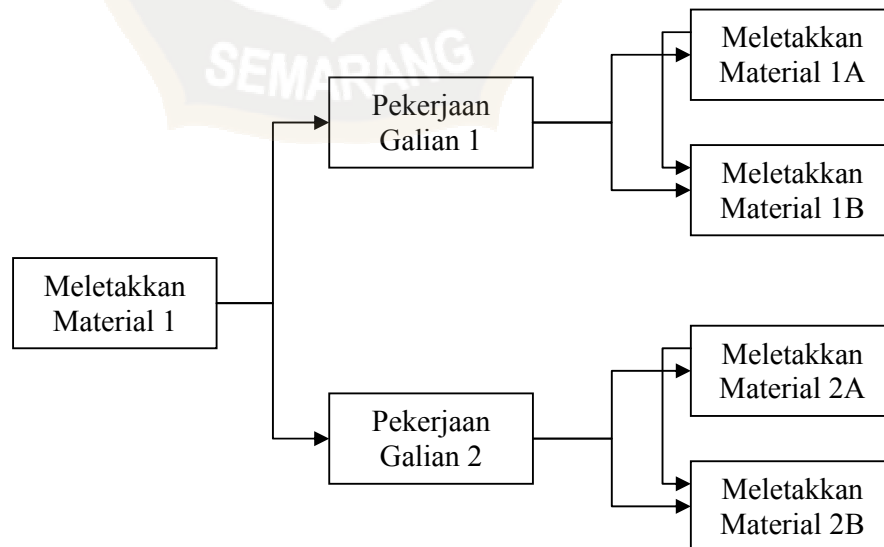 SEMARANG
Meletakkan
Material 1A
Pekerjaan
Galian 1
Meletakkan
Material 1B
Meletakkan
Material 1
Meletakkan
Material 2A
Pekerjaan
Galian 2
Meletakkan
Material 2B